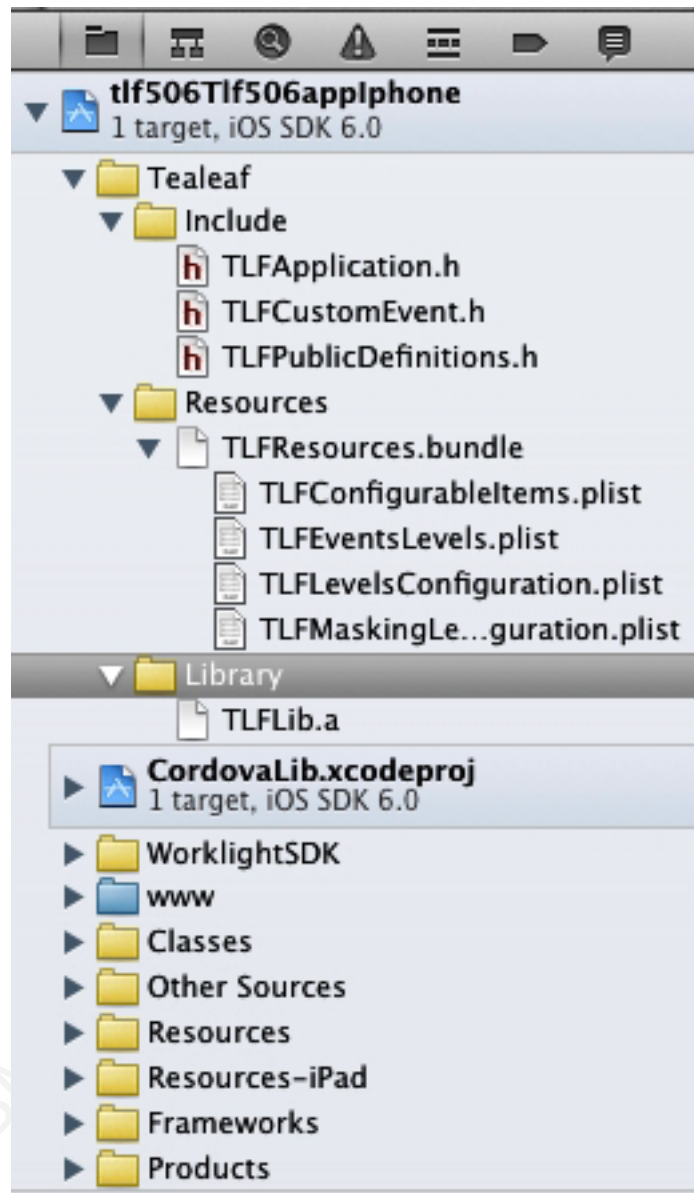 tlf506Tlf506appIphone
1 target, iOS SDK 6.0
Tealeaf
Include
h TLFApplication.h
h TLFCustomEvent.h
h TLFPublicDefinitions.h
Resources
TLFResources.bundle
TLFConfigurableItems.plist
TLFEventsLevels.plist
TLFLevelsConfiguration.plist
TLFMaskingLe...guration.plist
Library
TLFLib.a
CordovaLib.xcodeproj
1 target, iOS SDK 6.0
WorklightSDK
www
Classes
Other Sources
Resources
Resources-iPad
Frameworks
Products